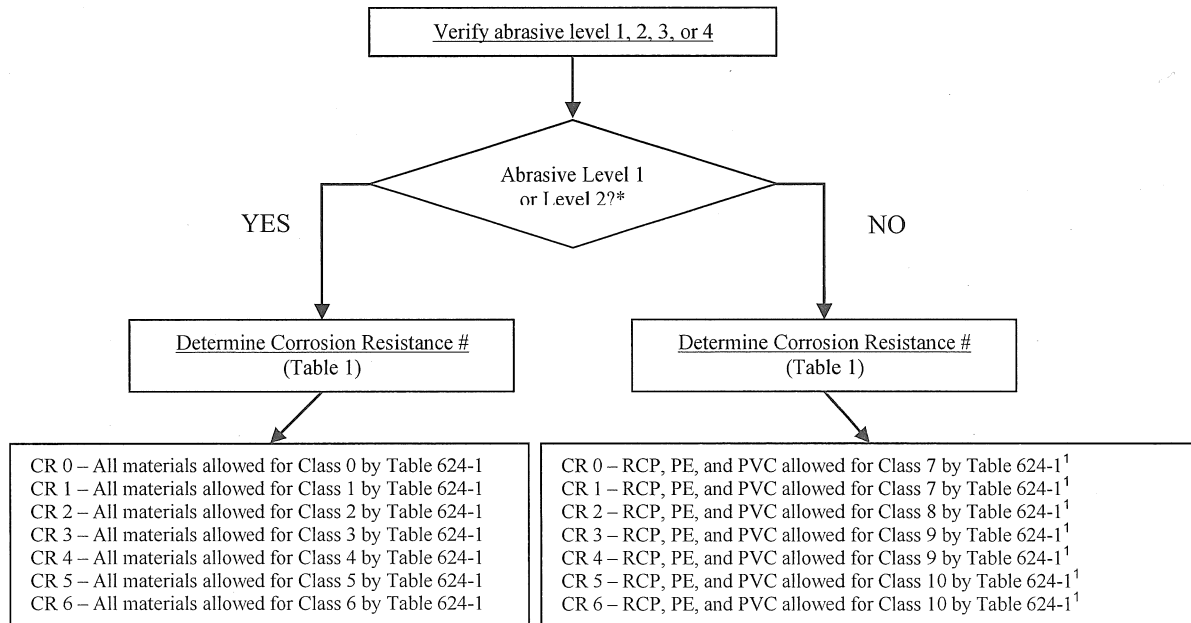 Verify abrasive level 1, 2, 3, or 4
Abrasive Level 1
or Level 2?*
YES
NO
Determine Corrosion Resistance #
(Table 1)
Determine Corrosion Resistance #
(Table 1)
CR 0 – All materials allowed for Class 0 by Table 624-1
CR 1 – All materials allowed for Class 1 by Table 624-1
CR 2 – All materials allowed for Class 2 by Table 624-1
CR 3 – All materials allowed for Class 3 by Table 624-1
CR 4 – All materials allowed for Class 4 by Table 624-1
CR 5 – All materials allowed for Class 5 by Table 624-1
CR 6 – All materials allowed for Class 6 by Table 624-1
CR 0 – RCP, PE, and PVC allowed for Class 7 by Table 624-1¹
CR 1 – RCP, PE, and PVC allowed for Class 7 by Table 624-1¹
CR 2 – RCP, PE, and PVC allowed for Class 8 by Table 624-1¹
CR 3 – RCP, PE, and PVC allowed for Class 9 by Table 624-1¹
CR 4 – RCP, PE, and PVC allowed for Class 9 by Table 624-1¹
CR 5 – RCP, PE, and PVC allowed for Class 10 by Table 624-1¹
CR 6 – RCP, PE, and PVC allowed for Class 10 by Table 624-1¹